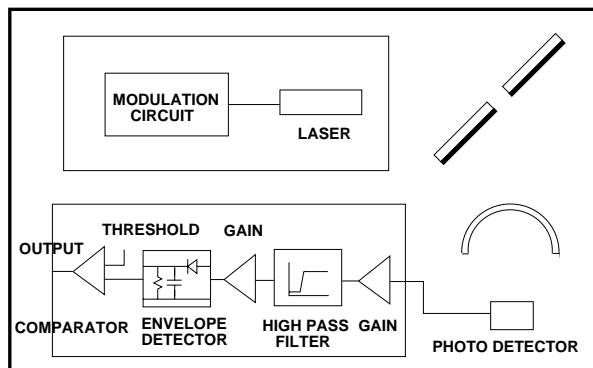 MODULATION
CIRCUIT
LASER
THRESHOLD
GAIN
OUTPUT
COMPARATOR
ENVELOPE
DETECTOR
HIGH PASS
FILTER
GAIN
PHOTO DETECTOR